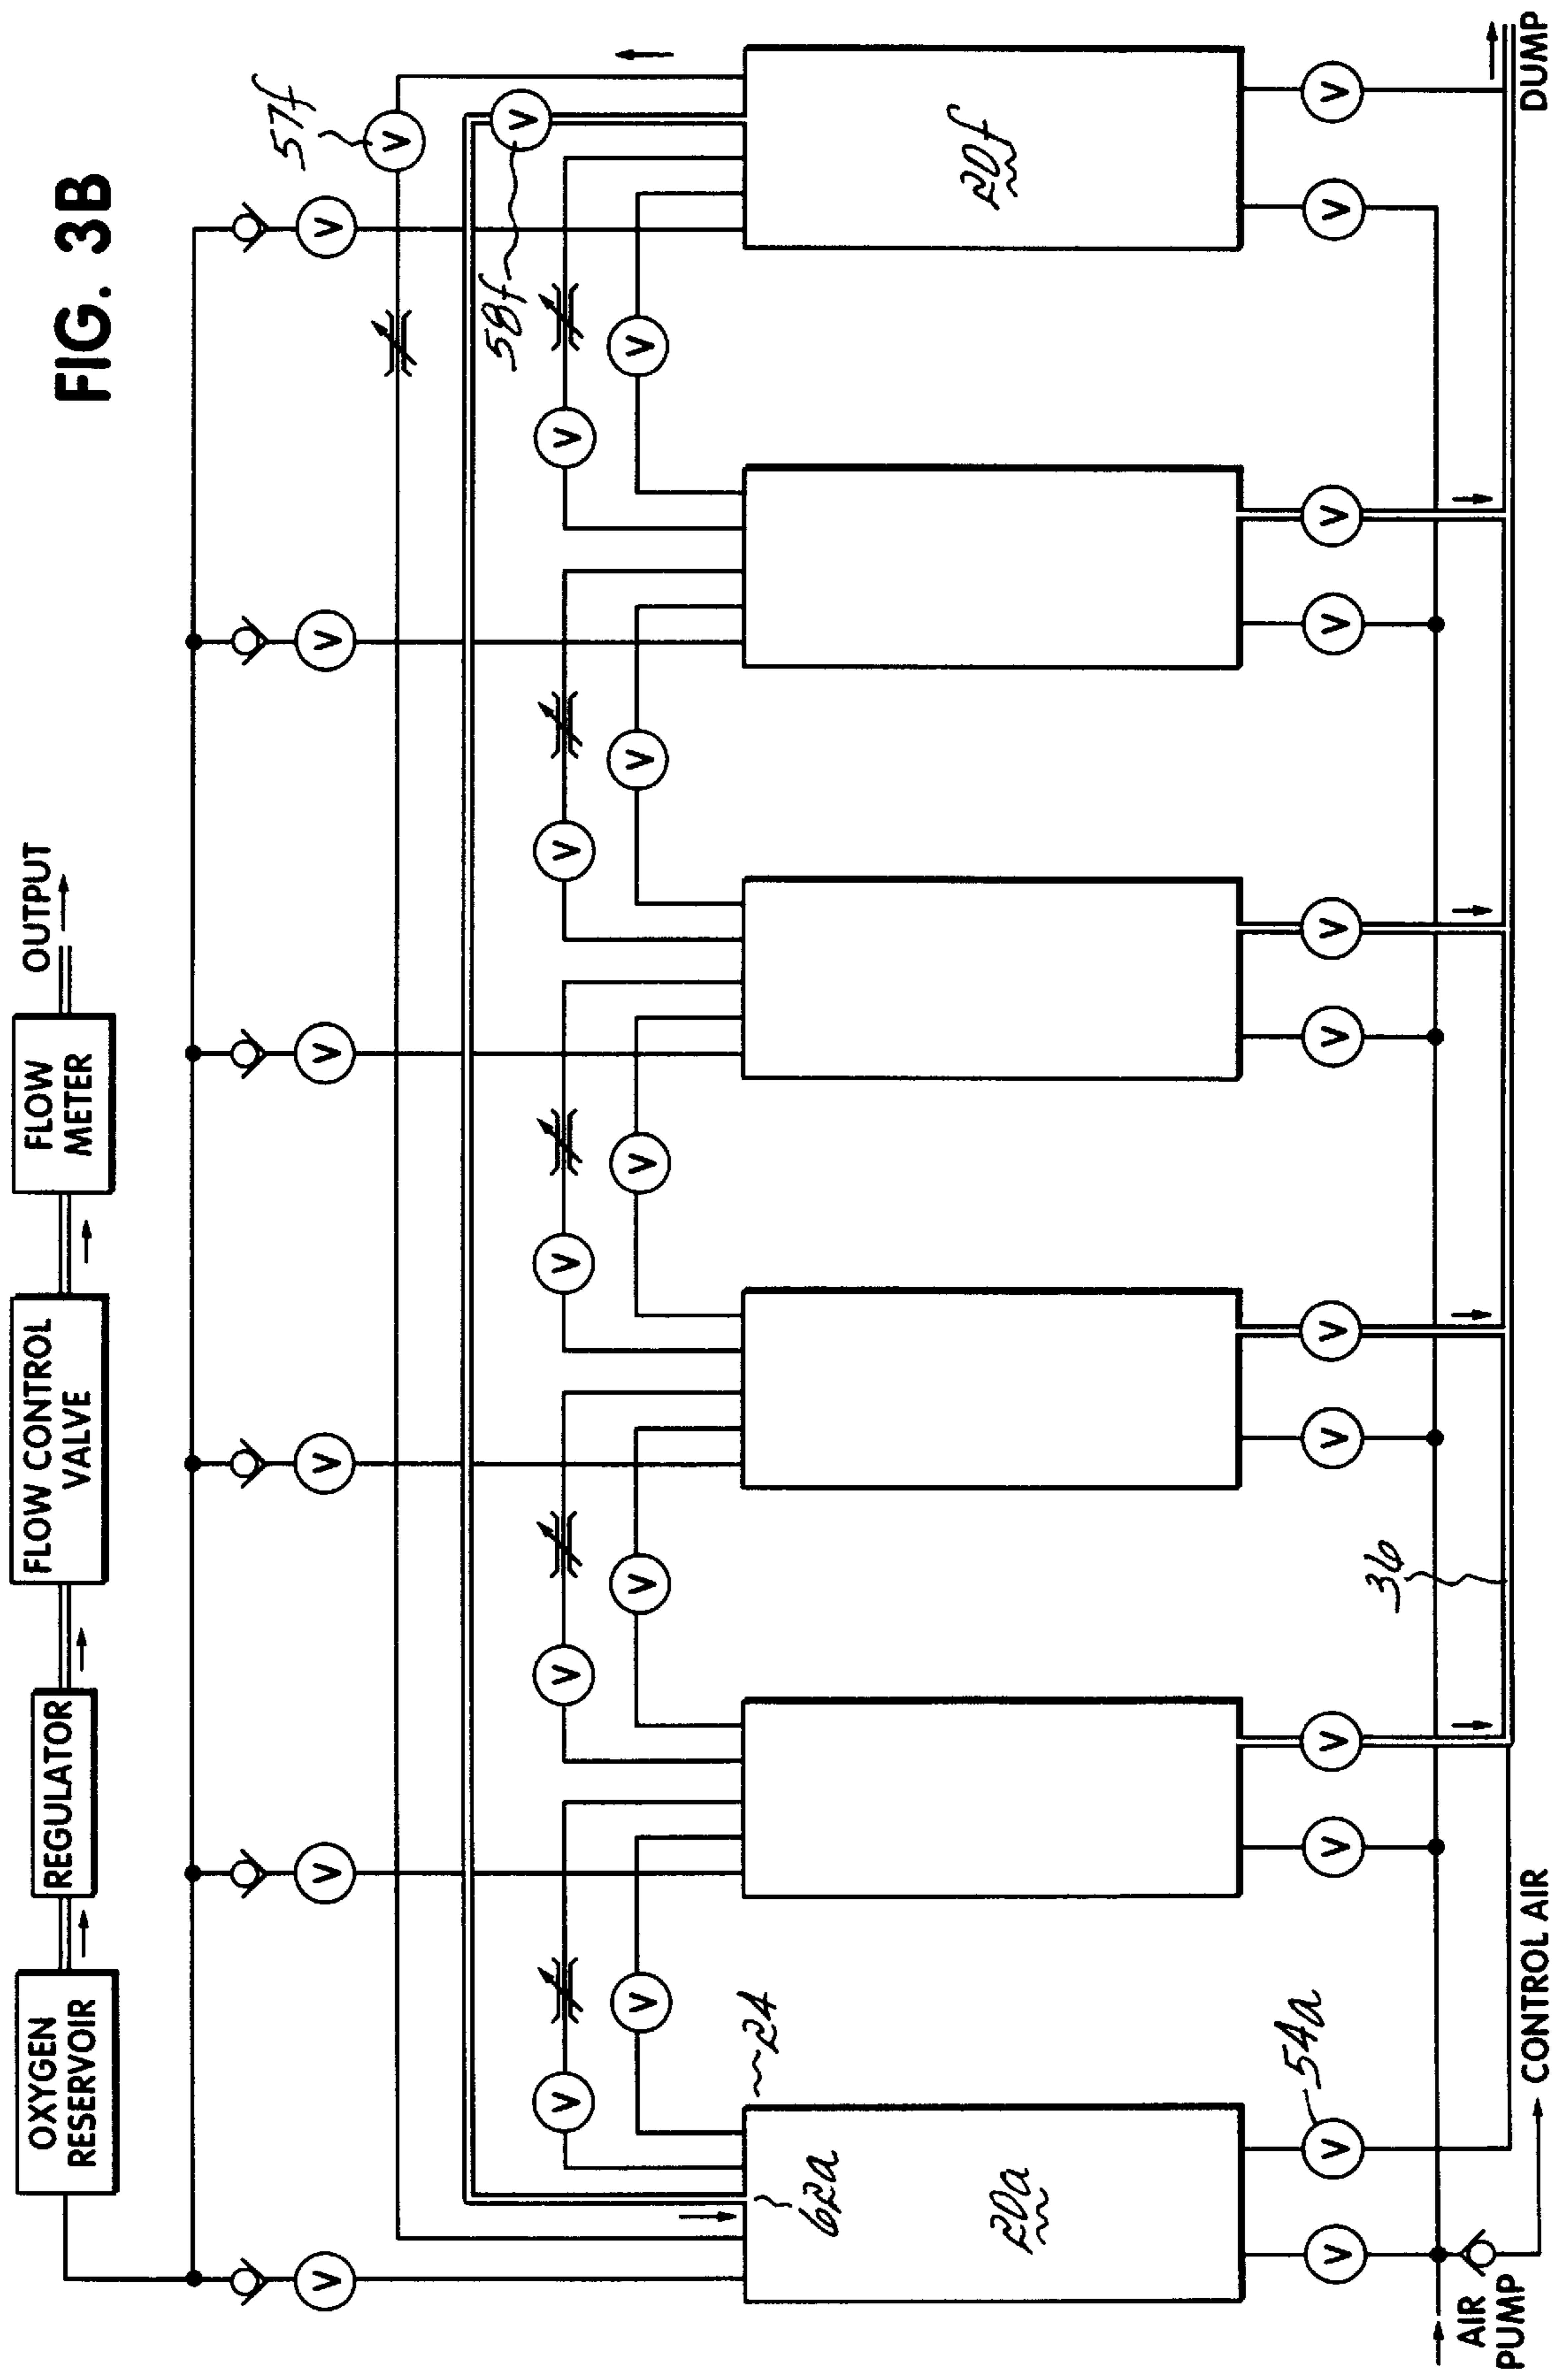 OXYGEN
RESERVOIR
REGULATOR
FLOW CONTROL
VALVE
FLOW
METER
OUTPUT
FIG. 3B
V V V V V V
57f
V
58f
V
V V V V V
V V V V V
24
62a
20a
20f
V V V V V V V V V V V V
54a
36
AIR
PUMP
CONTROL AIR
DUMP